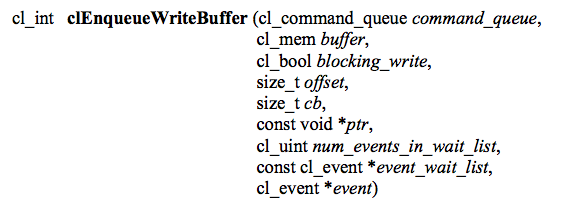 cl_int clEnqueueWriteBuffer (cl_command_queue command_queue,
cl_mem buffer,
cl_bool blocking_write,
size_t offset,
size_t cb,
const void *ptr,
cl_uint num_events_in_wait_list,
const cl_event *event_wait_list,
cl_event *event)